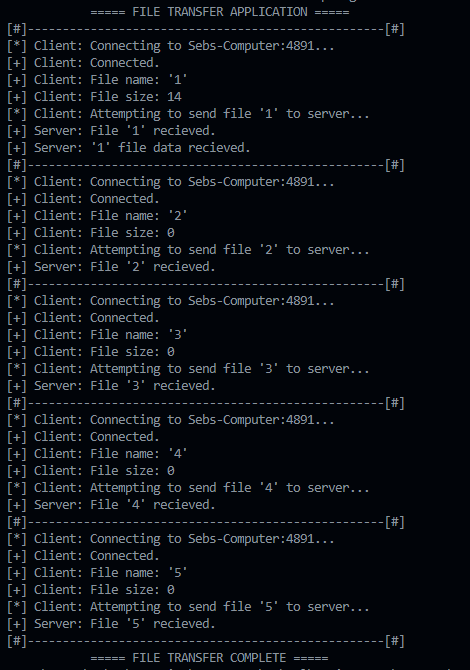 ===== FILE TRANSFER APPLICATION =====
[#]---------------------------------------------------[#]
[*] Client: Connecting to Sebs-Computer:4891...
[+] Client: Connected.
[+] Client: File name: '1'
[+] Client: File size: 14
[*] Client: Attempting to send file '1' to server...
[+] Server: File '1' recieved.
[+] Server: '1' file data recieved.
[#]---------------------------------------------------[#]
[*] Client: Connecting to Sebs-Computer:4891...
[+] Client: Connected.
[+] Client: File name: '2'
[+] Client: File size: 0
[*] Client: Attempting to send file '2' to server...
[+] Server: File '2' recieved.
[#]---------------------------------------------------[#]
[*] Client: Connecting to Sebs-Computer:4891...
[+] Client: Connected.
[+] Client: File name: '3'
[+] Client: File size: 0
[*] Client: Attempting to send file '3' to server...
[+] Server: File '3' recieved.
[#]---------------------------------------------------[#]
[*] Client: Connecting to Sebs-Computer:4891...
[+] Client: Connected.
[+] Client: File name: '4'
[+] Client: File size: 0
[*] Client: Attempting to send file '4' to server...
[+] Server: File '4' recieved.
[#]---------------------------------------------------[#]
[*] Client: Connecting to Sebs-Computer:4891...
[+] Client: Connected.
[+] Client: File name: '5'
[+] Client: File size: 0
[*] Client: Attempting to send file '5' to server...
[+] Server: File '5' recieved.
[#]---------------------------------------------------[#]
===== FILE TRANSFER COMPLETE =====